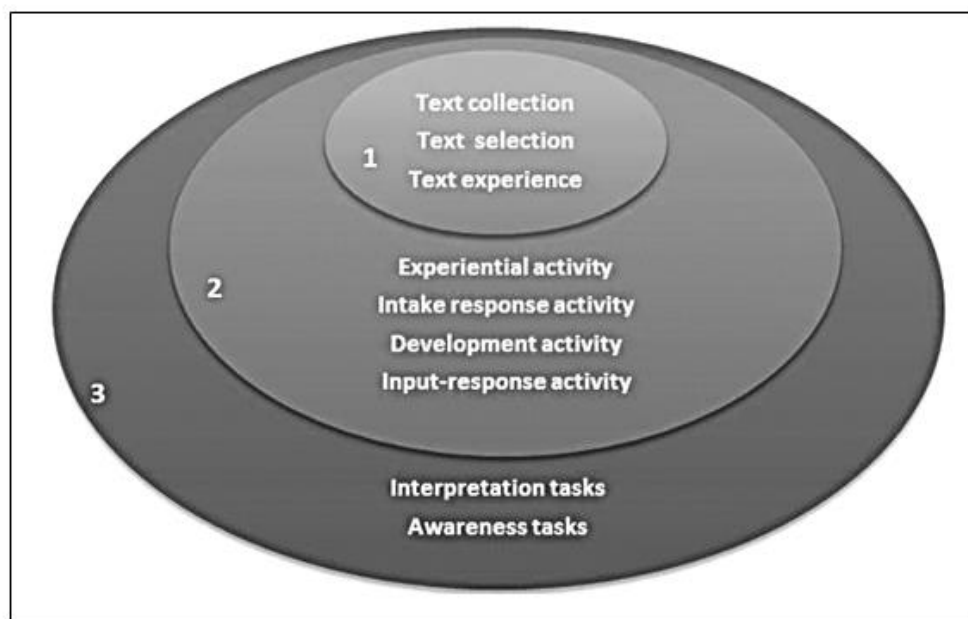 Text collection
Text selection
1
Text experience
Experiential activity
2
Intake response activity
Development activity
Input-response activity
3
Interpretation tasks
Awareness tasks